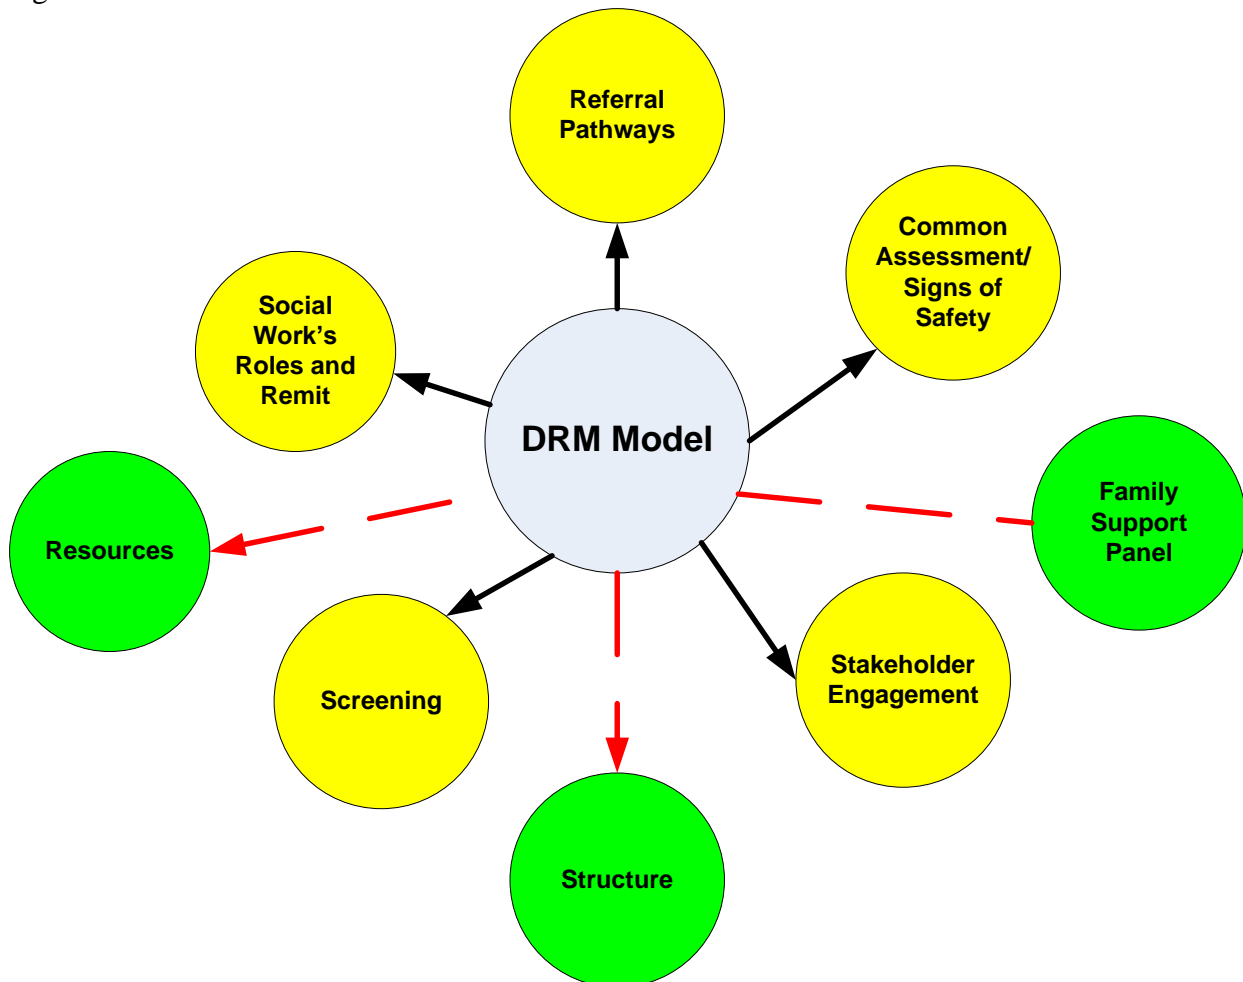 Referral
Pathways
Common
Assessment/
Signs of
Safety
Social
Work's
Roles and
Remit
DRM Model
Family
Support
Panel
Resources
Stakeholder
Engagement
Screening
Structure